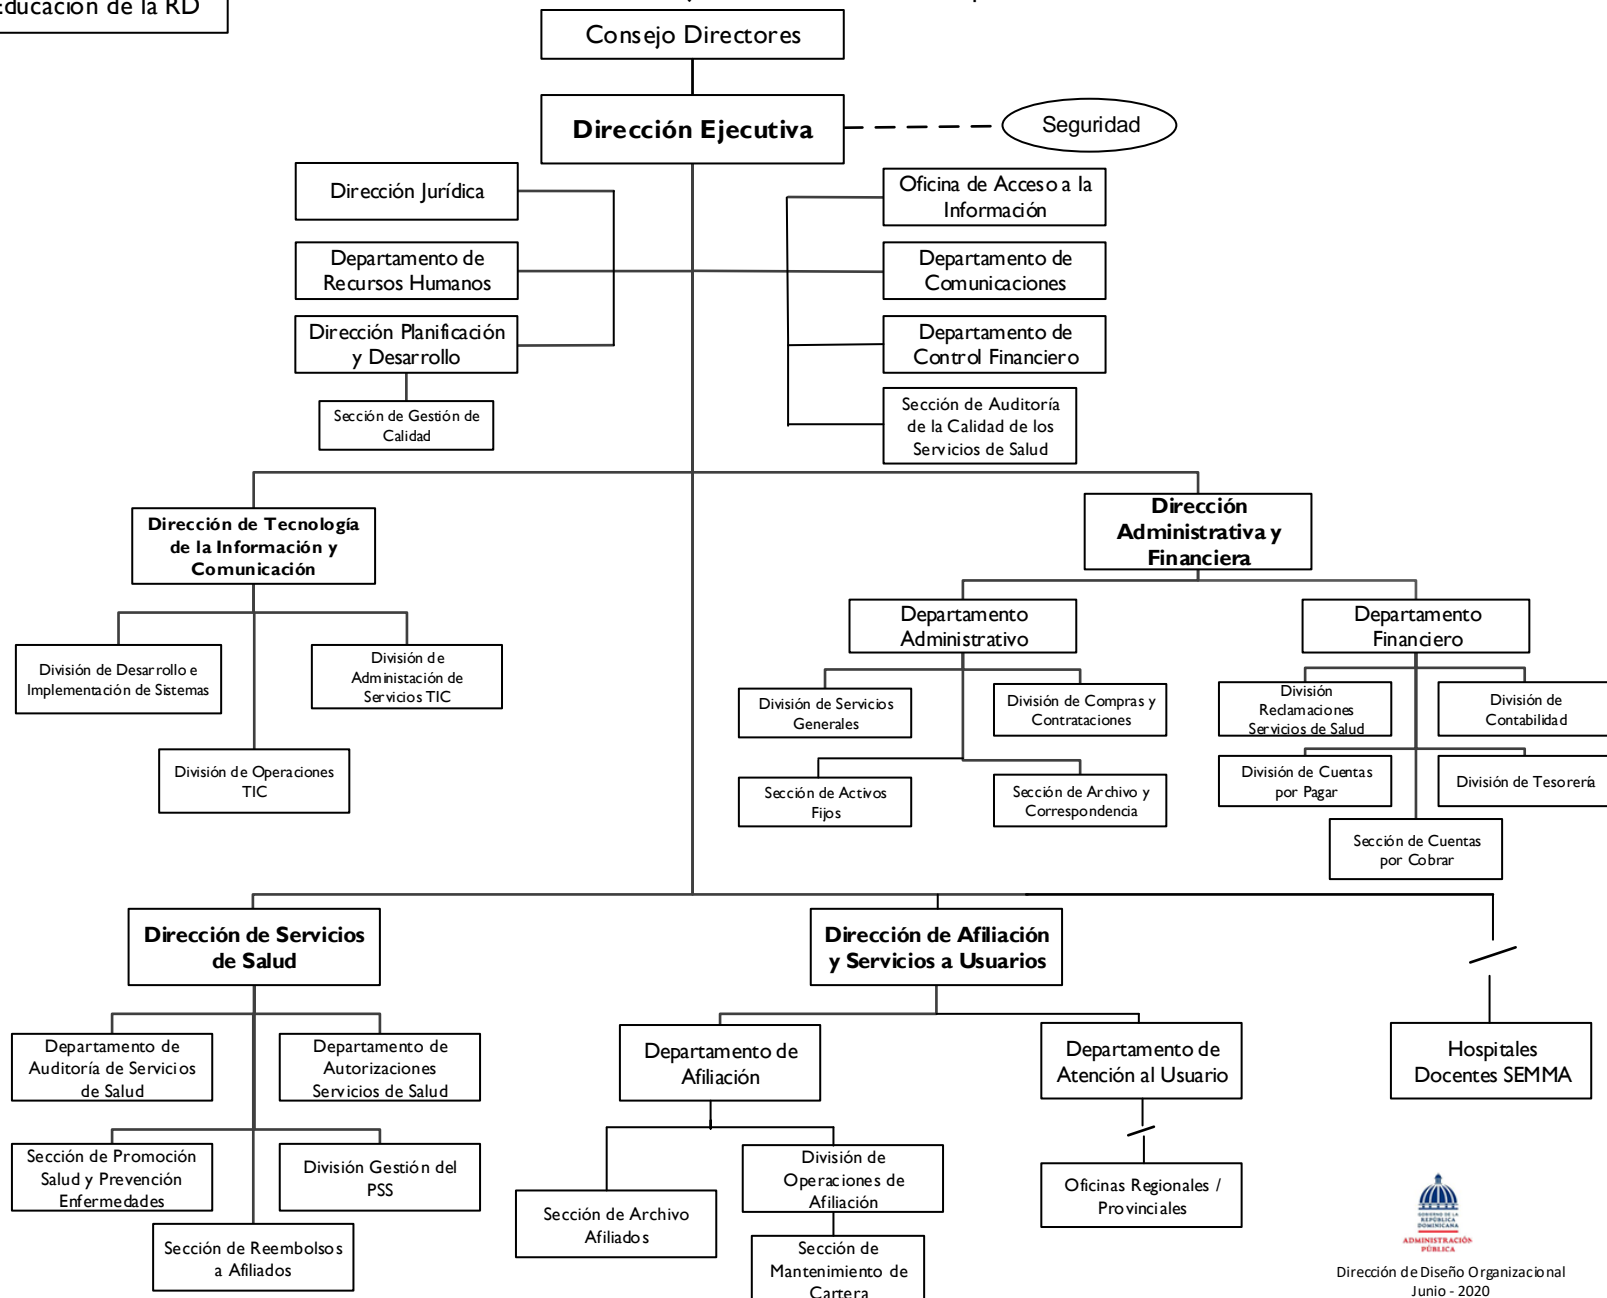 Educación de la RD
Consejo Directores
Dirección Ejecutiva
Seguridad
Dirección Jurídica
Oficina de Acceso a la
Información
Departamento de
Recursos Humanos
Departamento de
Comunicaciones
Dirección Planificación
y Desarrollo
Departamento de
Control Financiero
Sección de Gestión de
Calidad
Sección de Auditoría
de la Calidad de los
Servicios de Salud
Dirección de Tecnología
de la Información y
Comunicación
Dirección
Administrativa y
Financiera
División de Desarrollo e
Implementación de Sistemas
División de
Administación de
Servicios TIC
División de Operaciones
TIC
Departamento
Administrativo
Departamento
Financiero
División de Servicios
Generales
División de Compras y
Contrataciones
Sección de Activos
Fijos
Sección de Archivo y
Correspondencia
División
Reclamaciones
Servicios de Salud
División de
Contabilidad
División de Cuentas
por Pagar
División de Tesorería
Sección de Cuentas
por Cobrar
Dirección de Servicios
de Salud
Dirección de Afiliación
y Servicios a Usuarios
Departamento de
Auditoría de Servicios
de Salud
Departamento de
Autorizaciones
Servicios de Salud
Sección de Promoción
Salud y Prevención
Enfermedades
División Gestión del
PSS
Sección de Reembolsos
a Afiliados
Departamento de
Afiliación
Departamento de
Atención al Usuario
Hospitales
Docentes SEMMA
Sección de Archivo
Afiliados
División de
Operaciones de
Afiliación
Sección de
Mantenimiento de
Cartera
Oficinas Regionales /
Provinciales
GOBIERNO DE LA
REPÚBLICA
DOMINICANA
ADMINISTRACIÓN
PÚBLICA
Dirección de Diseño Organizacional
Junio - 2020